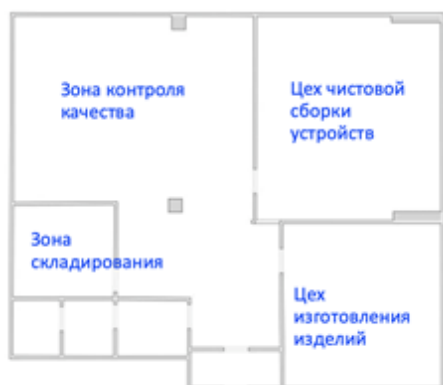 Зона контроля
качества
Цех чистовой
сборки
устройств
Зона
складирования
Цех
изготовления
изделий